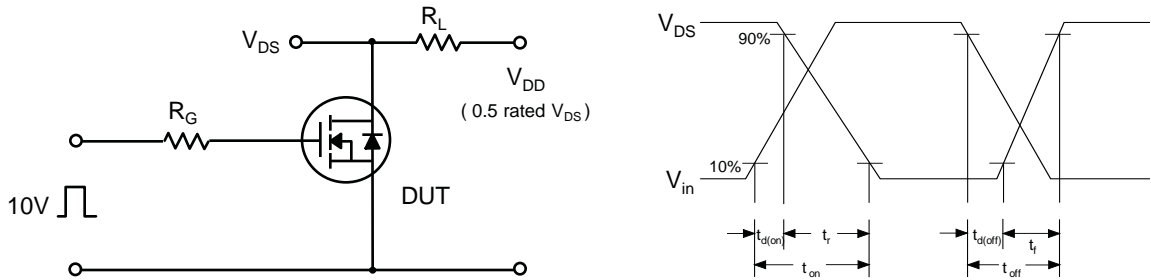 V_DS
R_L
V_DD
( 0.5 rated V_DS )
R_G
10V
DUT
V_DS
90%
10%
V_in
t_d(on)
t_r
t_on
t_d(off)
t_f
t_off